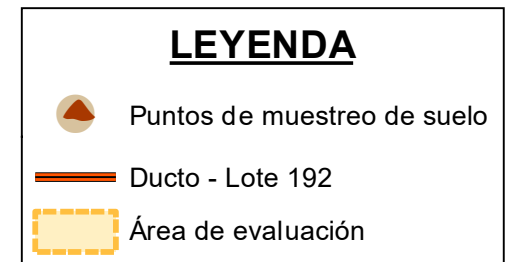 LEYENDA
Puntos de muestreo de suelo
Ducto - Lote 192
Área de evaluación